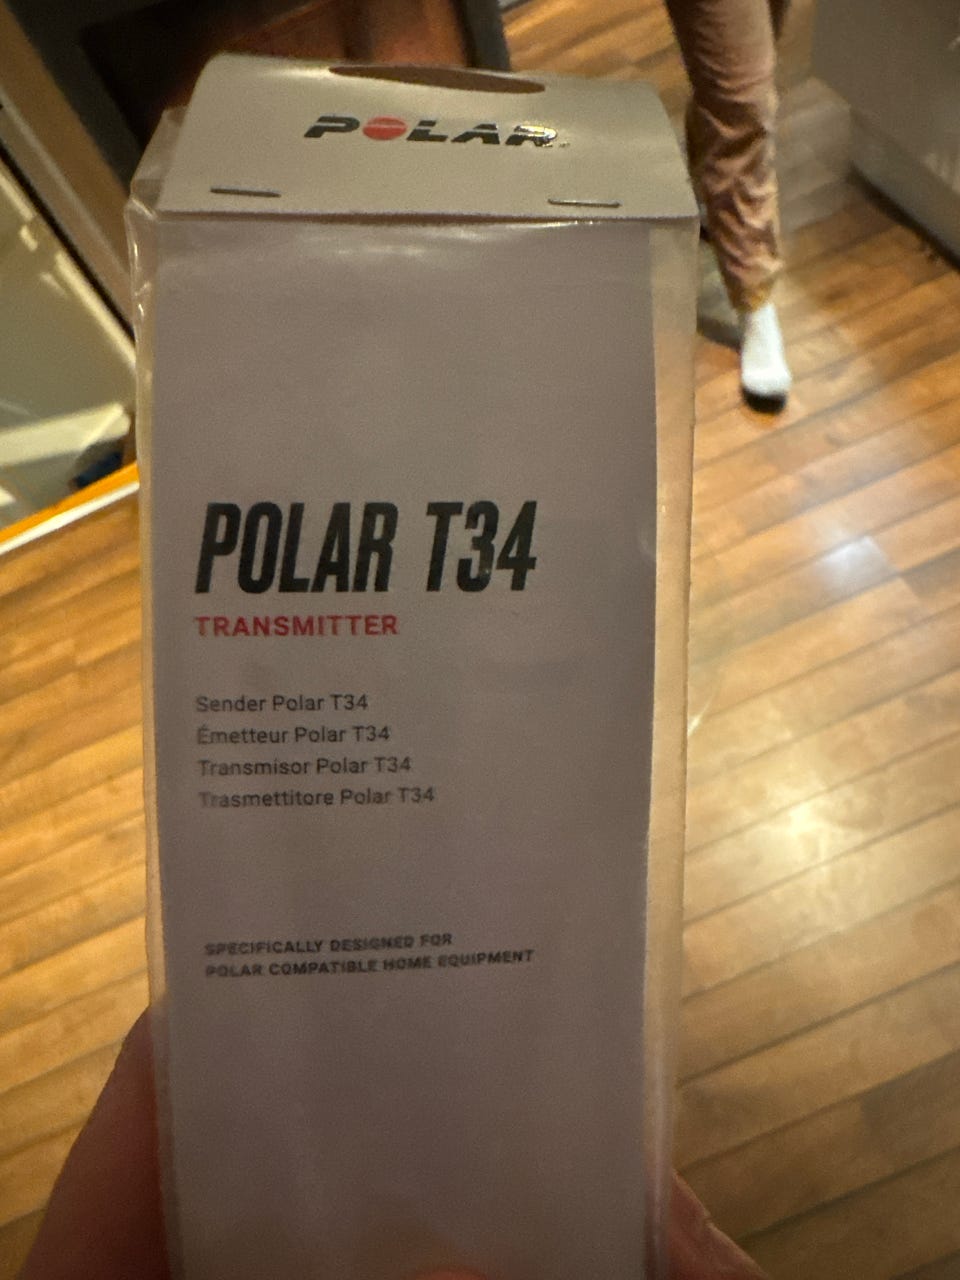 POLAR
POLAR T34
TRANSMITTER
Sender Polar T34
Émetteur Polar T34
Transmisor Polar T34
Trasmettitore Polar T34
SPECIFICALLY DESIGNED FOR
POLAR COMPATIBLE HOME EQUIPMENT